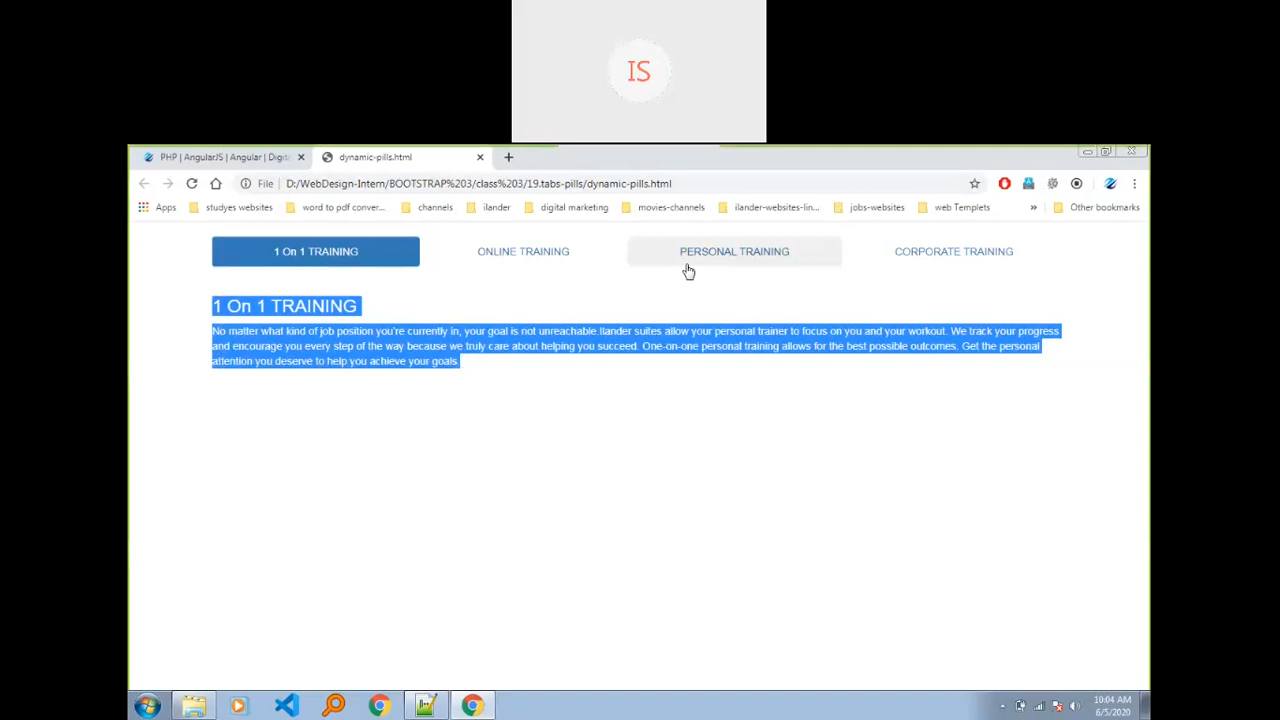 IS
PHP | AngularJS | Angular | Digita
dynamic-pills.html
File
D:/WebDesign-Intern/BOOTSTRAP%203/class%203/19.tabs-pills/dynamic-pills.html
Apps
studyes websites
word to pdf conver...
channels
ilander
digital marketing
movies-channels
ilander-websites-lin...
jobs-websites
web Templets
»
Other bookmarks
1 On 1 TRAINING
ONLINE TRAINING
PERSONAL TRAINING
CORPORATE TRAINING
1 On 1 TRAINING
No matter what kind of job position you're currently in, your goal is not unreachable.Ilander suites allow your personal trainer to focus on you and your workout. We track your progress
and encourage you every step of the way because we truly care about helping you succeed. One-on-one personal training allows for the best possible outcomes. Get the personal
attention you deserve to help you achieve your goals.
10:04 AM
6/5/2020